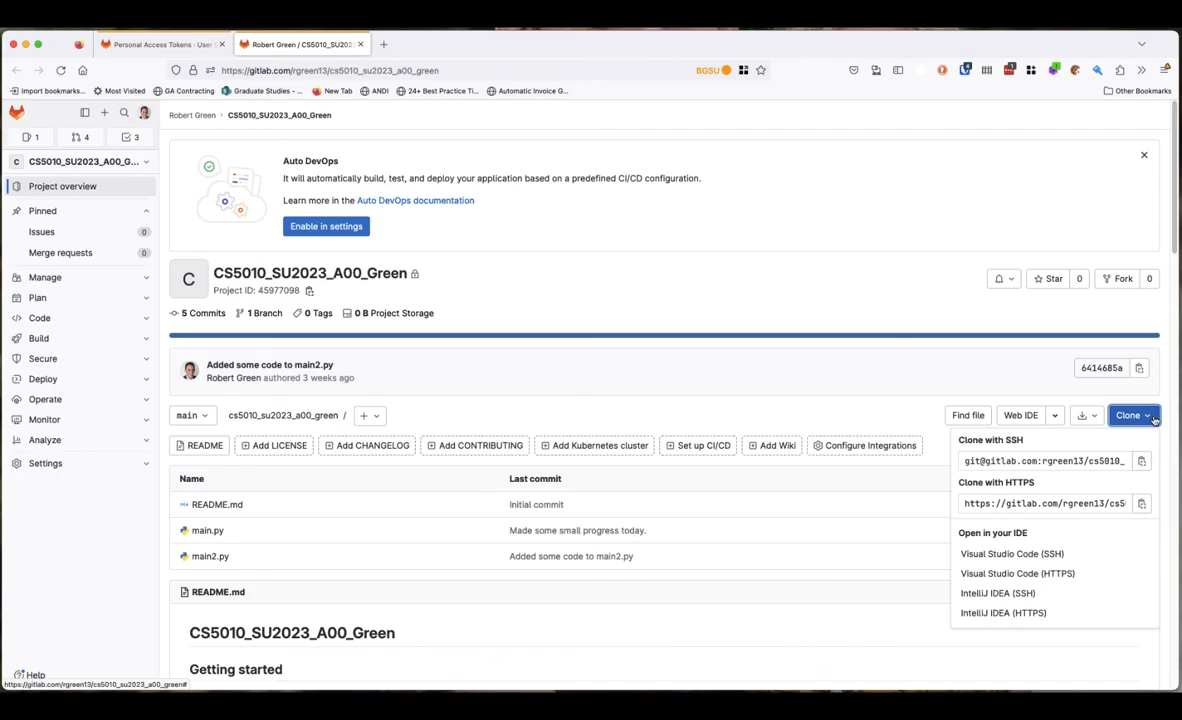 Personal Access Tokens · User S
Robert Green / CS5010_SU202
https://gitlab.com/rgreen13/cs5010_su2023_a00_green
BGSU
Import bookmarks...
Most Visited
GA Contracting
Graduate Studies - ...
New Tab
ANDI
24+ Best Practice Ti...
Automatic Invoice G...
Other Bookmarks
1
4
3
C CS5010_SU2023_A00_G...
Project overview
Pinned
Issues 0
Merge requests 0
Manage
Plan
Code
Build
Secure
Deploy
Operate
Monitor
Analyze
Settings
Help
https://gitlab.com/rgreen13/cs5010_su2023_a00_green#
Robert Green › CS5010_SU2023_A00_Green
Auto DevOps
It will automatically build, test, and deploy your application based on a predefined CI/CD configuration.
Learn more in the Auto DevOps documentation
Enable in settings
C
CS5010_SU2023_A00_Green
Project ID: 45977098
Star 0
Fork 0
5 Commits 1 Branch 0 Tags 0 B Project Storage
Added some code to main2.py
Robert Green authored 3 weeks ago
6414685a
main
cs5010_su2023_a00_green / +
Find file
Web IDE
Clone
README
Add LICENSE
Add CHANGELOG
Add CONTRIBUTING
Add Kubernetes cluster
Set up CI/CD
Add Wiki
Configure Integrations
Name Last commit
README.md Initial commit
main.py Made some small progress today.
main2.py Added some code to main2.py
README.md
CS5010_SU2023_A00_Green
Getting started
Clone with SSH
git@gitlab.com:rgreen13/cs5010_
Clone with HTTPS
https://gitlab.com/rgreen13/cs5
Open in your IDE
Visual Studio Code (SSH)
Visual Studio Code (HTTPS)
IntelliJ IDEA (SSH)
IntelliJ IDEA (HTTPS)